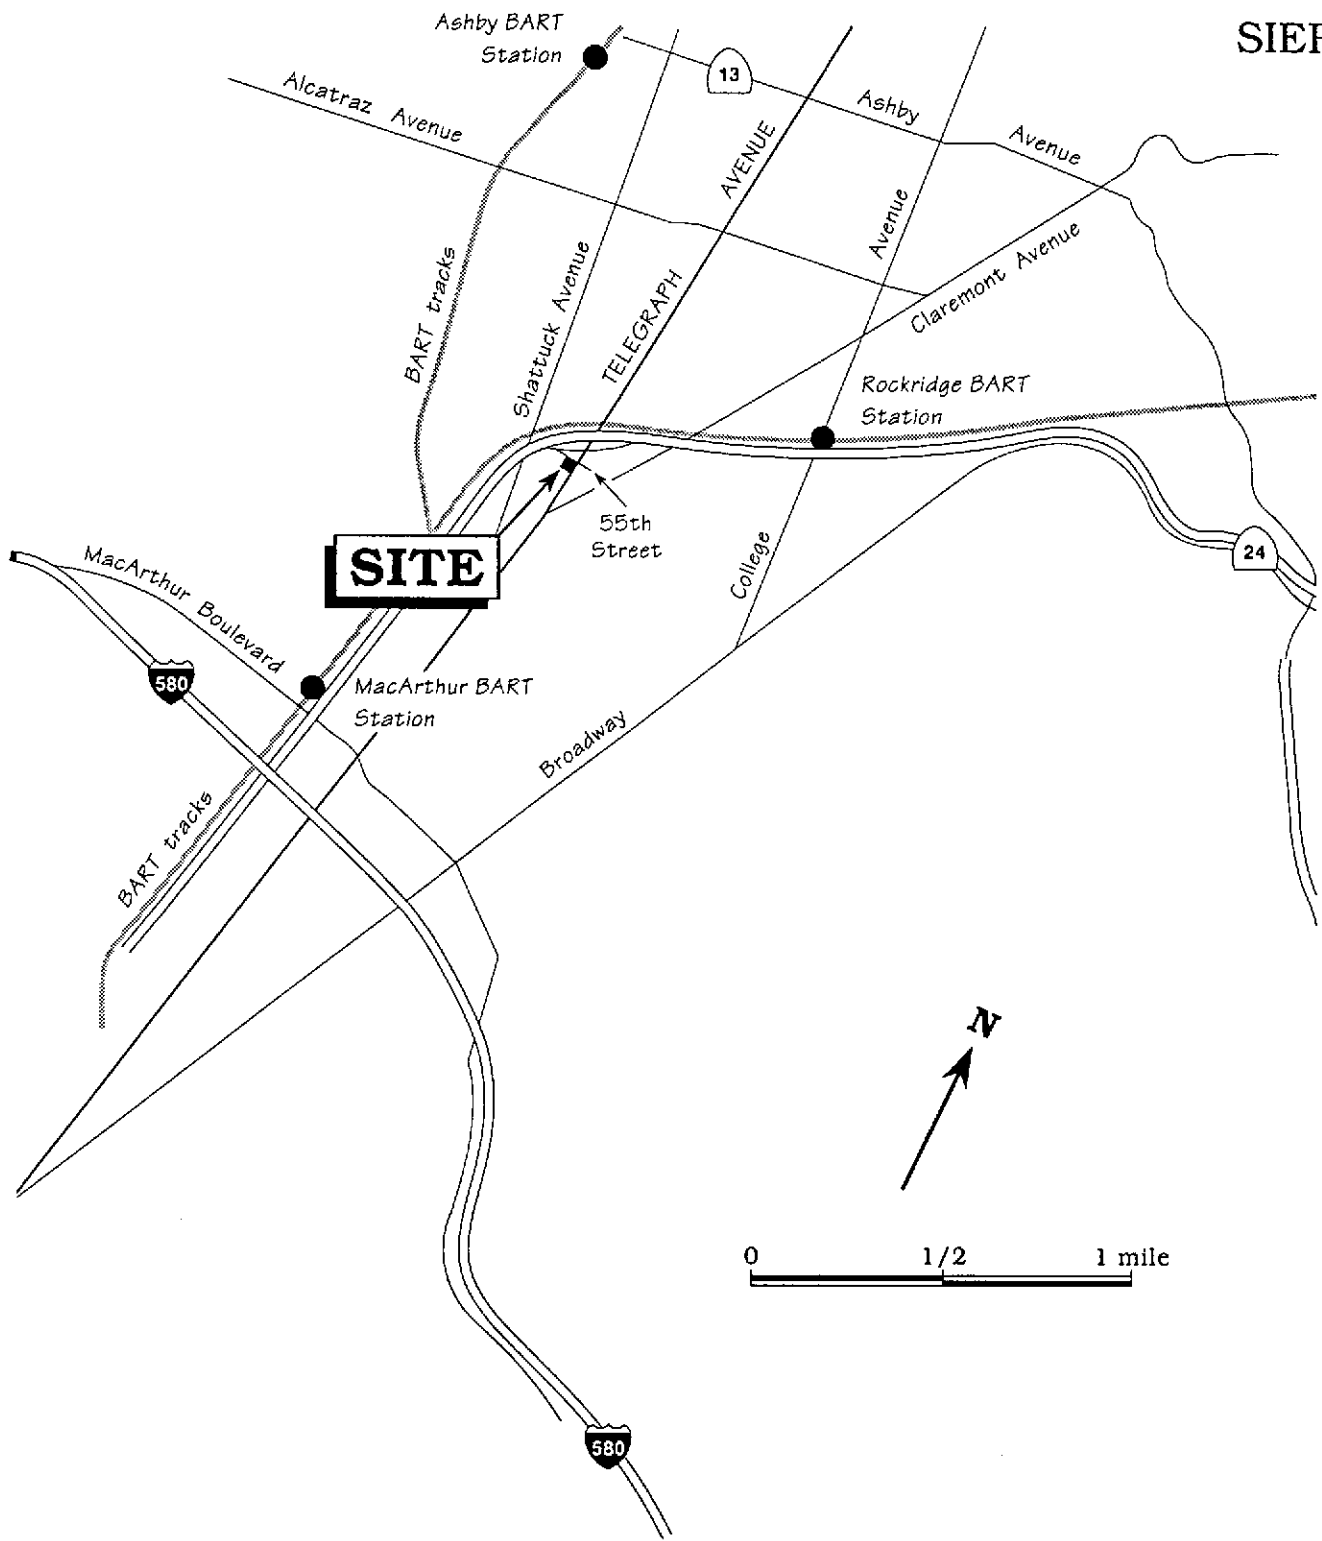 Ashby BART
Station
SIER
13
Alcatraz Avenue
Ashby Avenue
AVENUE
TELEGRAPH
Avenue
College
Shattuck Avenue
BART tracks
Claremont Avenue
Rockridge BART
Station
55th
Street
SITE
24
MacArthur Boulevard
580
MacArthur BART
Station
Broadway
BART tracks
N
0 1/2 1 mile
580